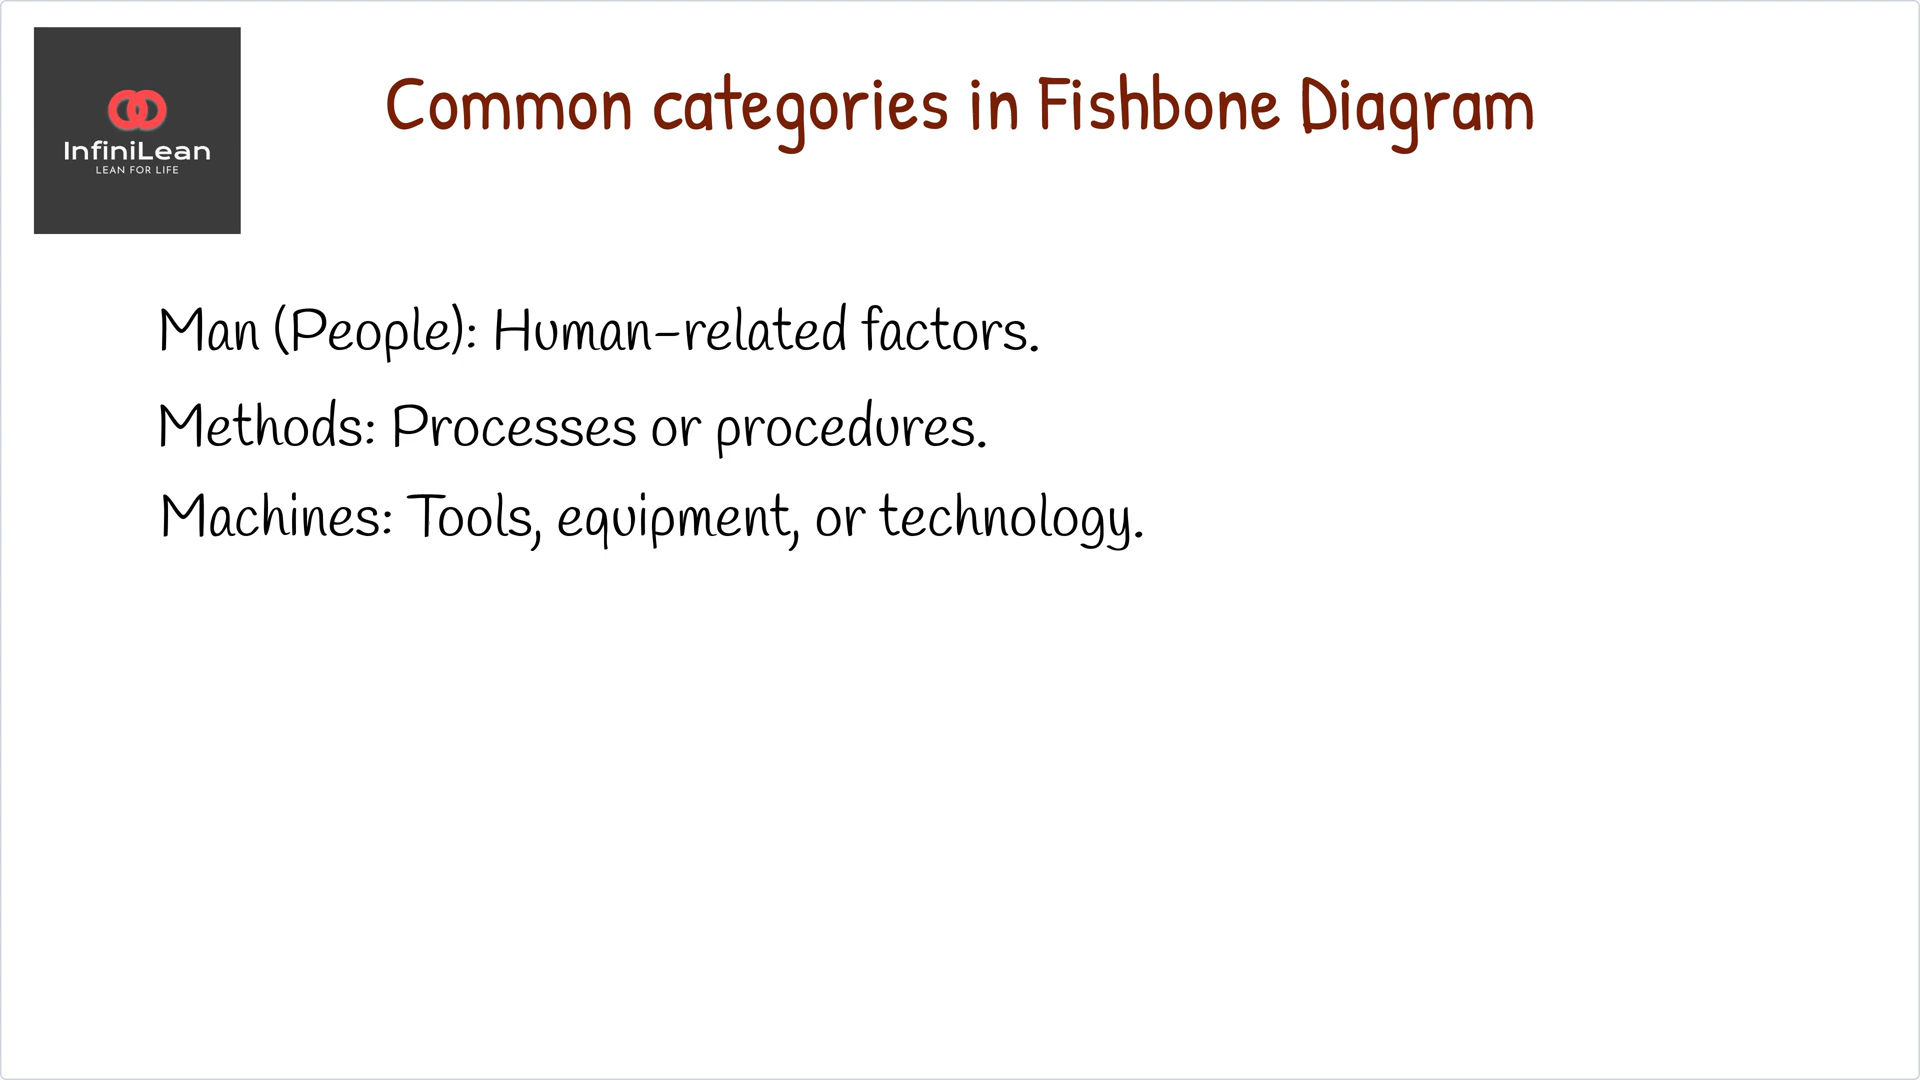 InfiniLean
LEAN FOR LIFE
Common categories in Fishbone Diagram
Man (People): Human-related factors.
Methods: Processes or procedures.
Machines: Tools, equipment, or technology.